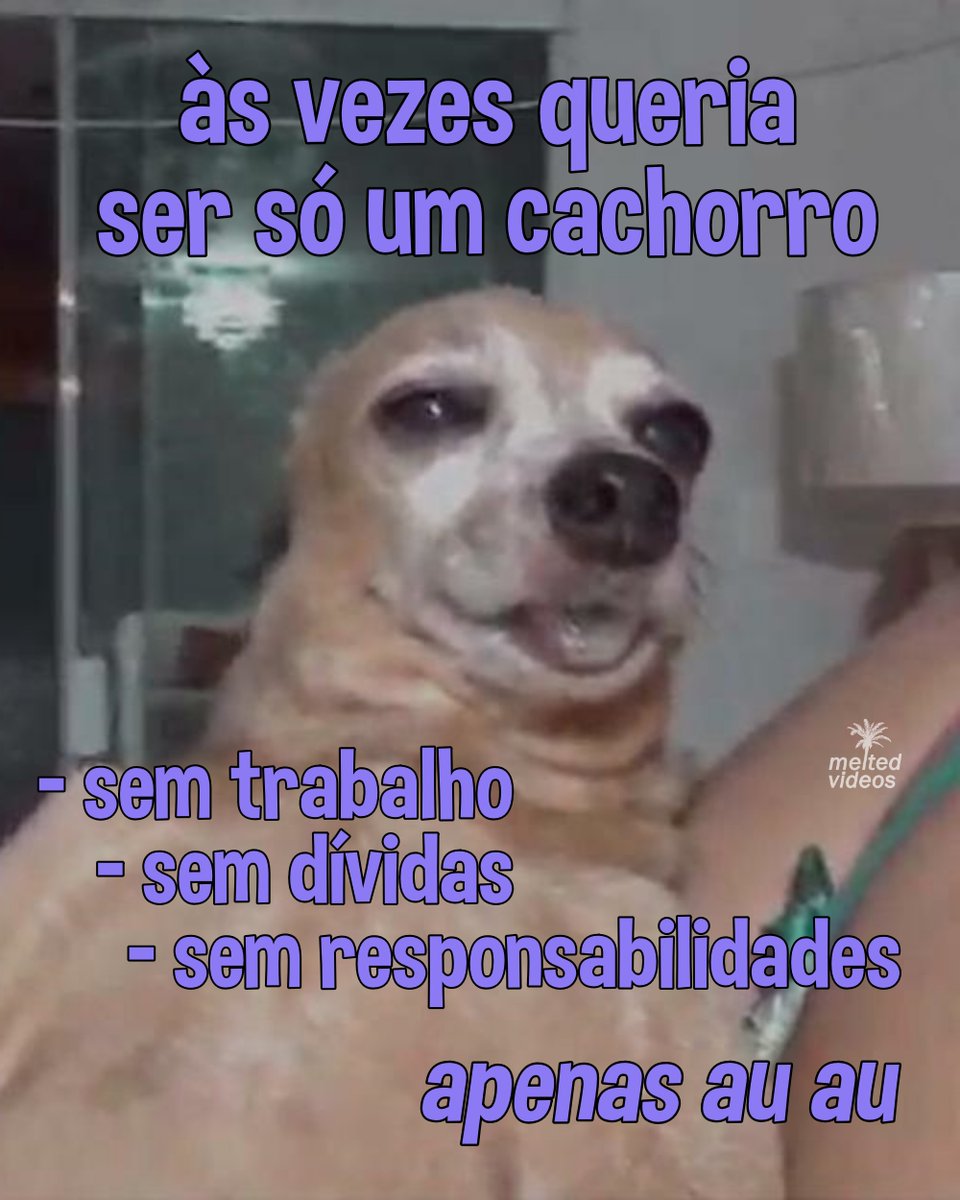 às vezes queria
ser só um cachorro
- sem trabalho
melted
videos
- sem dívidas
- sem responsabilidades
apenas au au